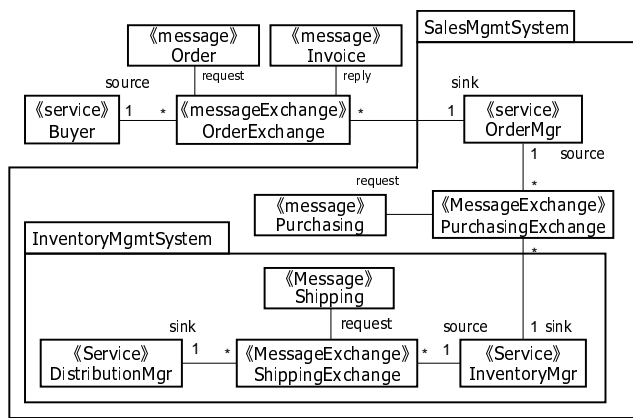 SalesMgmtSystem
《message》
Order
《message》
Invoice
source
request
reply
sink
《service》
Buyer
1
*
《messageExchange》
OrderExchange
*
1
《service》
OrderMgr
1
source
request
*
《message》
Purchasing
《MessageExchange》
PurchasingExchange
InventoryMgmtSystem
*
《Message》
Shipping
sink
request
source
1
sink
《Service》
DistributionMgr
1
*
《MessageExchange》
ShippingExchange
*
1
《Service》
InventoryMgr